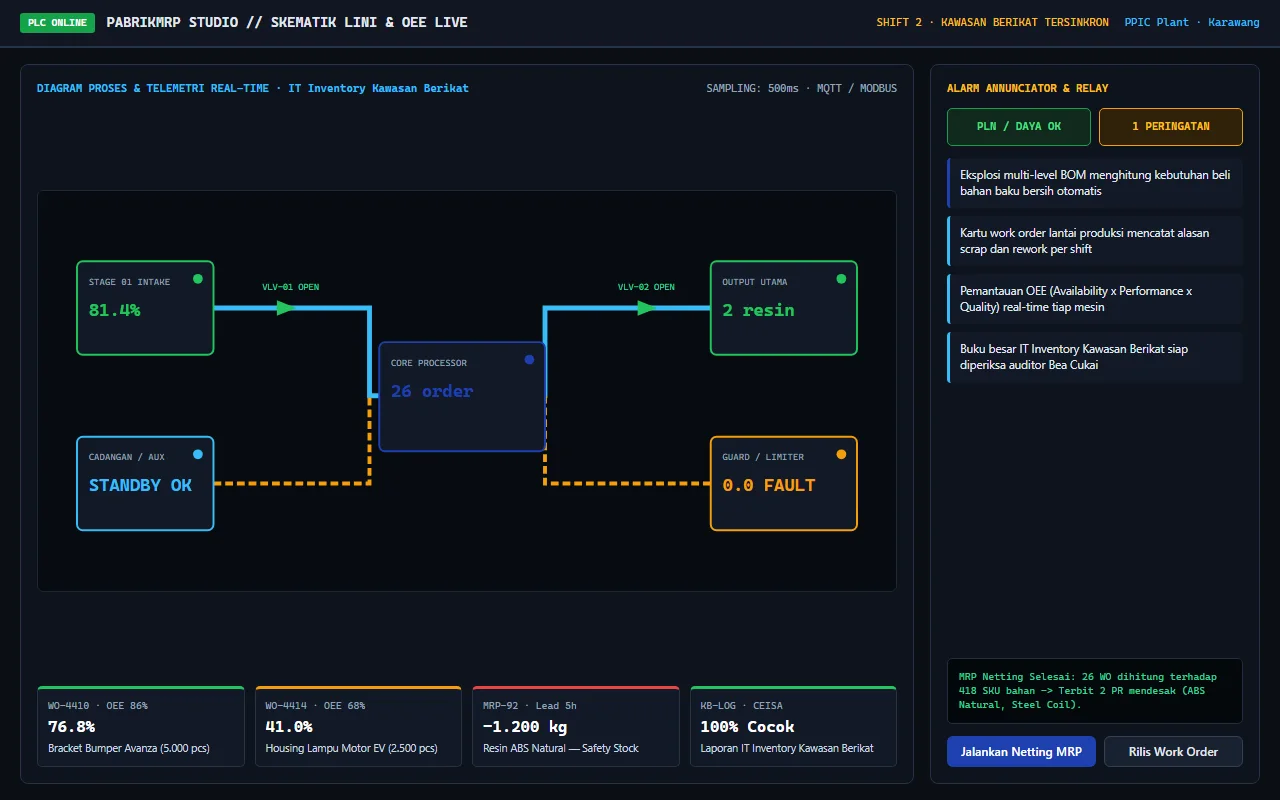 PLC ONLINE
PABRIKMRP STUDIO // SKEMATIK LINI & OEE LIVE
SHIFT 2 · KAWASAN BERIKAT TERSINKRON
PPIC Plant · Karawang
DIAGRAM PROSES & TELEMETRI REAL-TIME · IT Inventory Kawasan Berikat
SAMPLING: 500ms · MQTT / MODBUS
STAGE 01 INTAKE
81.4%
VLV-01 OPEN
VLV-02 OPEN
OUTPUT UTAMA
2 resin
CORE PROCESSOR
26 order
CADANGAN / AUX
STANDBY OK
GUARD / LIMITER
0.0 FAULT
WO-4410 · OEE 86%
76.8%
Bracket Bumper Avanza (5.000 pcs)
WO-4414 · OEE 68%
41.0%
Housing Lampu Motor EV (2.500 pcs)
MRP-92 · Lead 5h
-1.200 kg
Resin ABS Natural — Safety Stock
KB-LOG · CEISA
100% Cocok
Laporan IT Inventory Kawasan Berikat
ALARM ANNUNCIATOR & RELAY
PLN / DAYA OK
1 PERINGATAN
Eksplosi multi-level BOM menghitung kebutuhan beli
bahan baku bersih otomatis
Kartu work order lantai produksi mencatat alasan
scrap dan rework per shift
Pemantauan OEE (Availability x Performance x
Quality) real-time tiap mesin
Buku besar IT Inventory Kawasan Berikat siap
diperiksa auditor Bea Cukai
MRP Netting Selesai: 26 WO dihitung terhadap
418 SKU bahan -> Terbit 2 PR mendesak (ABS
Natural, Steel Coil).
Jalankan Netting MRP
Rilis Work Order